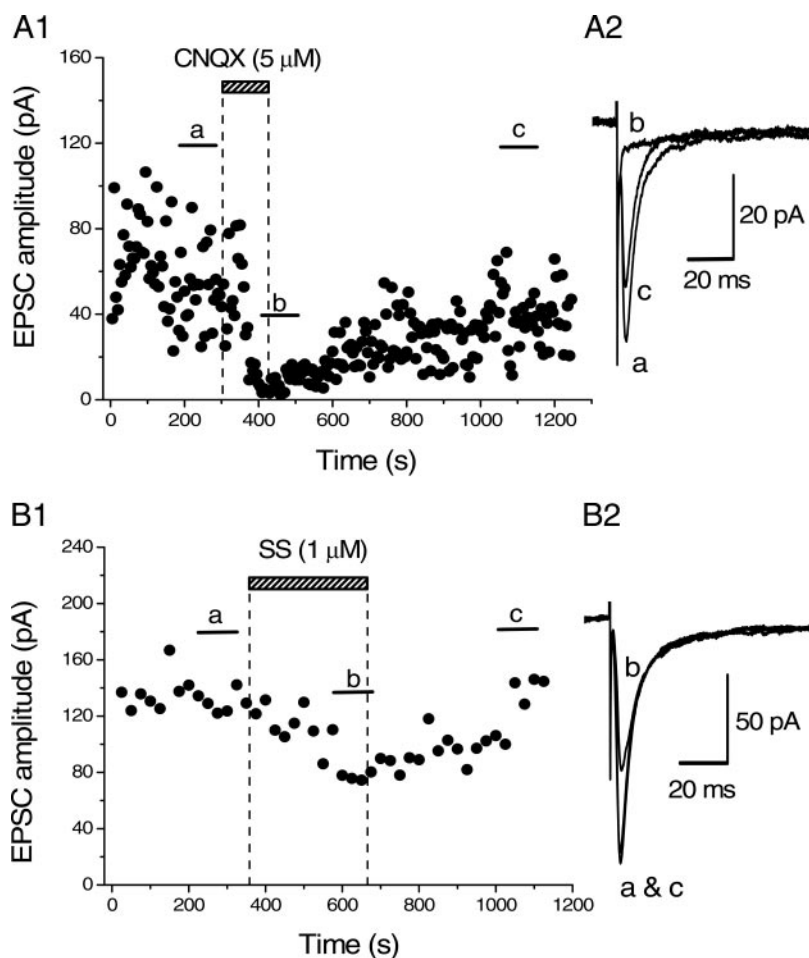 A1
A2
CNQX (5 μM)
EPSC amplitude (pA)
160
120
80
40
0
a
b
c
0 200 400 600 800 1000 1200
Time (s)
b
c
a
20 pA
20 ms
B1
B2
SS (1 μM)
EPSC amplitude (pA)
240
200
160
120
80
40
0
a
b
c
0 200 400 600 800 1000 1200
Time (s)
b
a & c
50 pA
20 ms